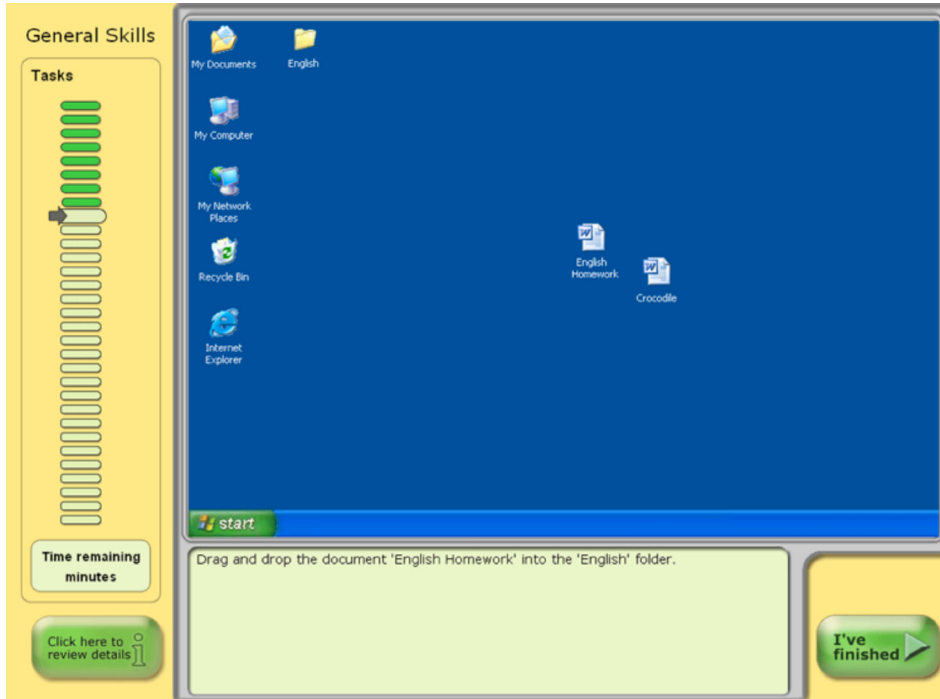 General Skills
Tasks
Time remaining
minutes
Click here to
review details
My Documents
English
My Computer
My Network
Places
Recycle Bin
Internet
Explorer
English
Homework
Crocodile
start
Drag and drop the document 'English Homework' into the 'English' folder.
I've
finished